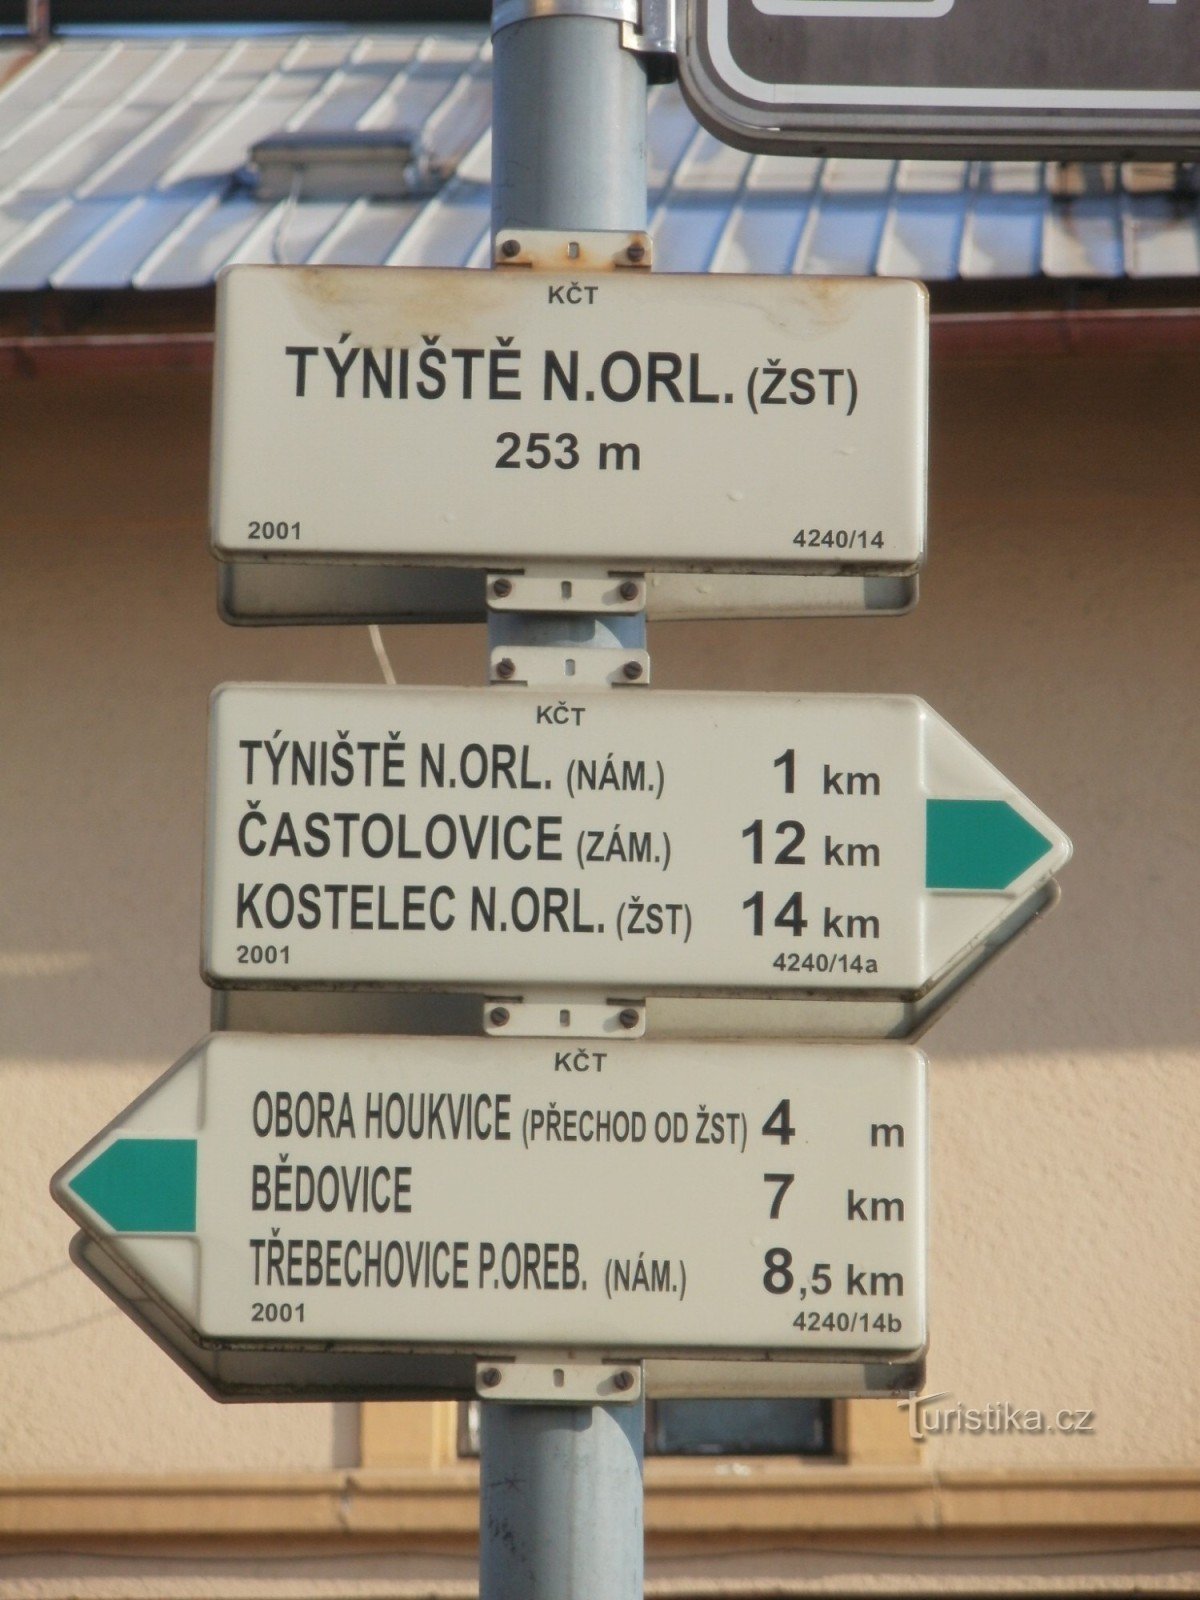 KČT
TÝNIŠTĚ N.ORL. (ŽST)
253 m
2001 4240/14
KČT
TÝNIŠTĚ N.ORL. (NÁM.) 1 km
ČASTOLOVICE (ZÁM.) 12 km
KOSTELEC N.ORL. (ŽST) 14 km
2001 4240/14a
KČT
OBORA HOUKVICE (PŘECHOD OD ŽST) 4 m
BĚDOVICE 7 km
TŘEBECHOVICE P.OREB. (NÁM.) 8,5 km
2001 4240/14b
Turistika.cz